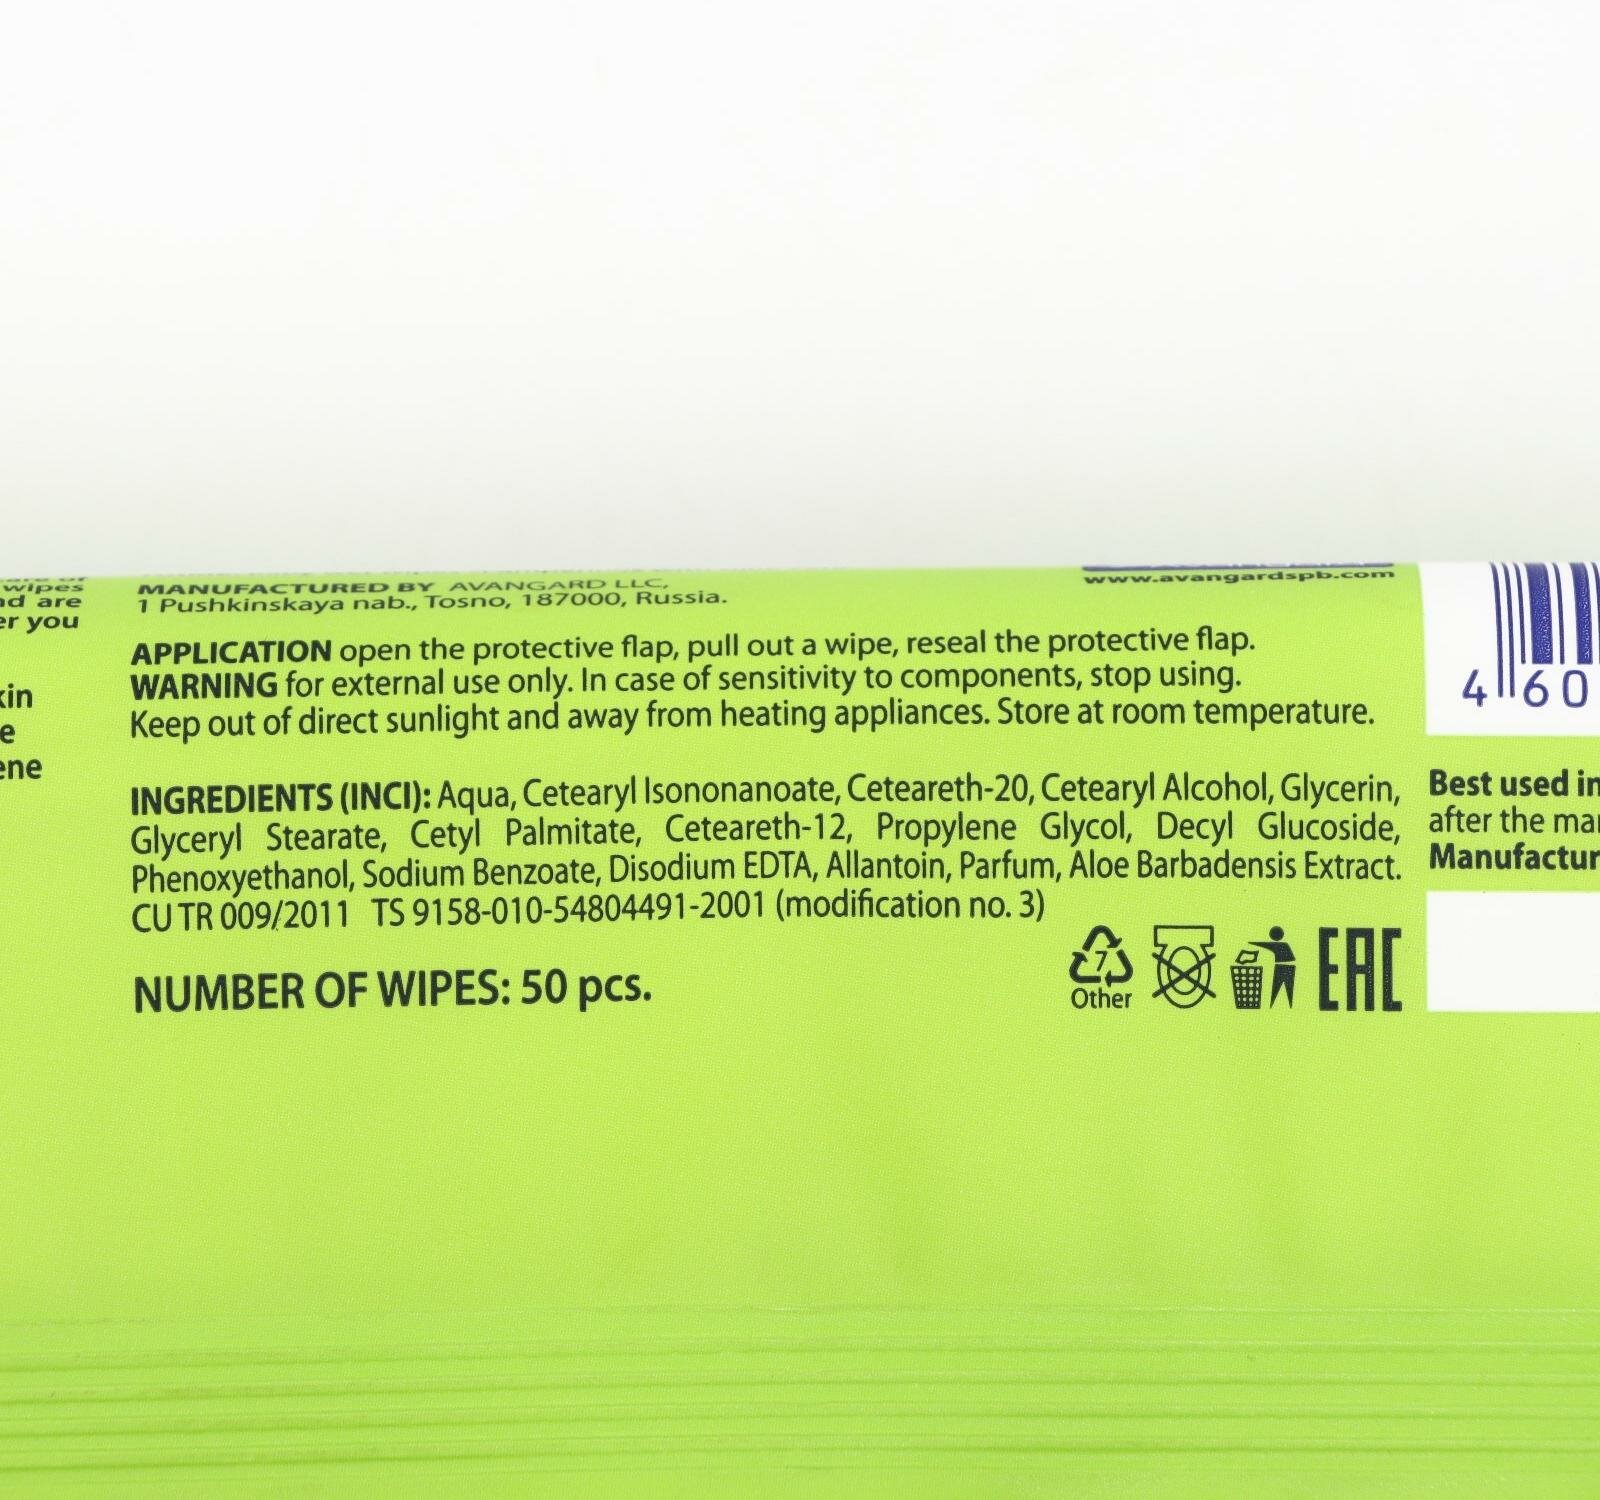 wipes
are
you
MANUFACTURED BY AVANGARD LLC,
1 Pushkinskaya nab., Tosno, 187000, Russia.
www.avangardspb.com
APPLICATION open the protective flap, pull out a wipe, reseal the protective flap.
WARNING for external use only. In case of sensitivity to components, stop using.
Keep out of direct sunlight and away from heating appliances. Store at room temperature.
INGREDIENTS (INCI): Aqua, Cetearyl Isononanoate, Ceteareth-20, Cetearyl Alcohol, Glycerin,
Glyceryl Stearate, Cetyl Palmitate, Ceteareth-12, Propylene Glycol, Decyl Glucoside,
Phenoxyethanol, Sodium Benzoate, Disodium EDTA, Allantoin, Parfum, Aloe Barbadensis Extract.
CU TR 009/2011 TS 9158-010-54804491-2001 (modification no. 3)
NUMBER OF WIPES: 50 pcs.
7
Other
EAC
4 60
Best used in
after the